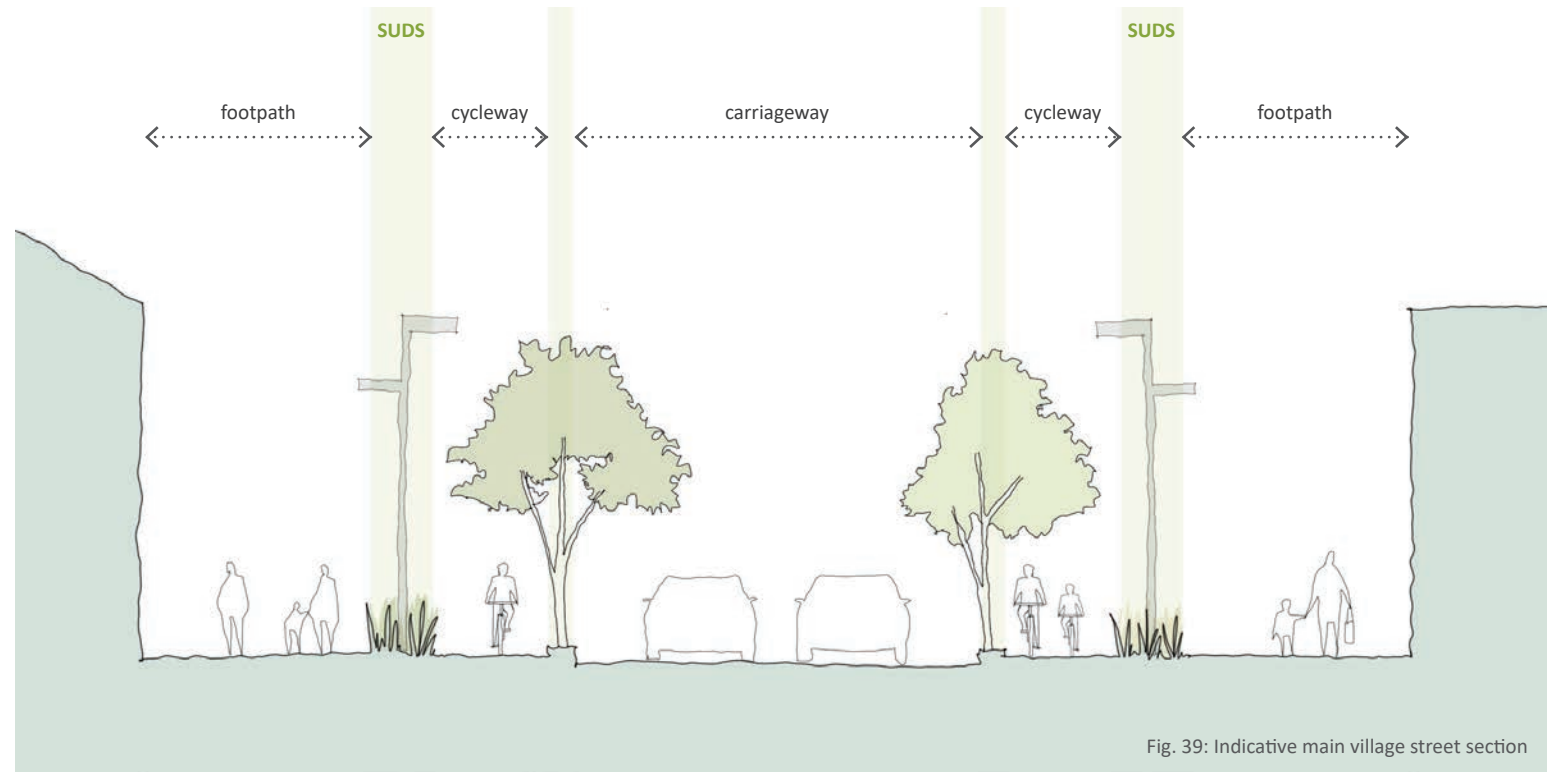 SUDS
SUDS
footpath
cycleway
carriageway
cycleway
footpath
Fig. 39: Indicative main village street section